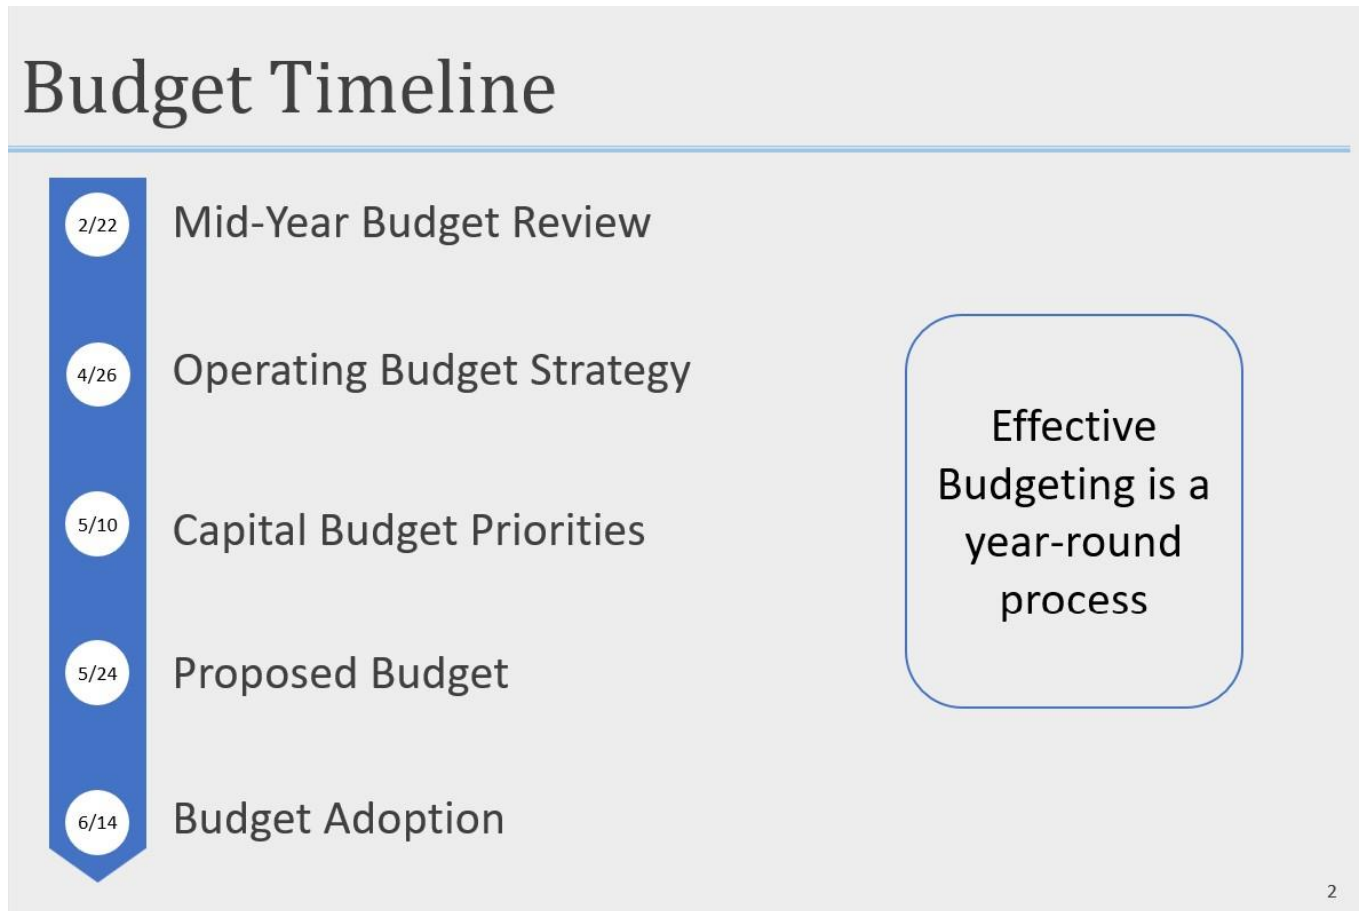 Budget Timeline
2/22 Mid-Year Budget Review
4/26 Operating Budget Strategy
5/10 Capital Budget Priorities
5/24 Proposed Budget
6/14 Budget Adoption
Effective
Budgeting is a
year-round
process
2